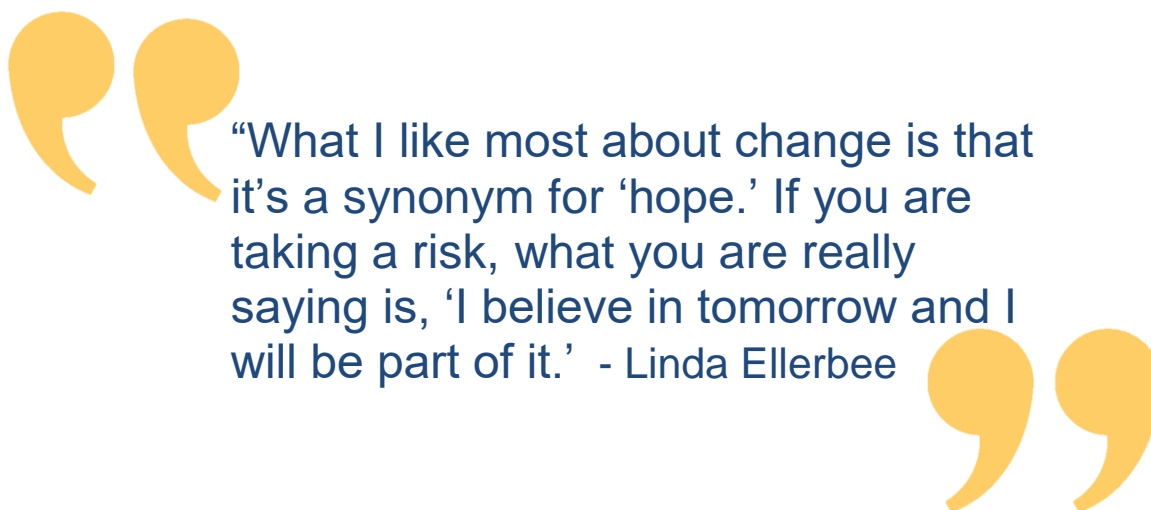 “What I like most about change is that
it’s a synonym for ‘hope.’ If you are
taking a risk, what you are really
saying is, ‘I believe in tomorrow and I
will be part of it.’ - Linda Ellerbee